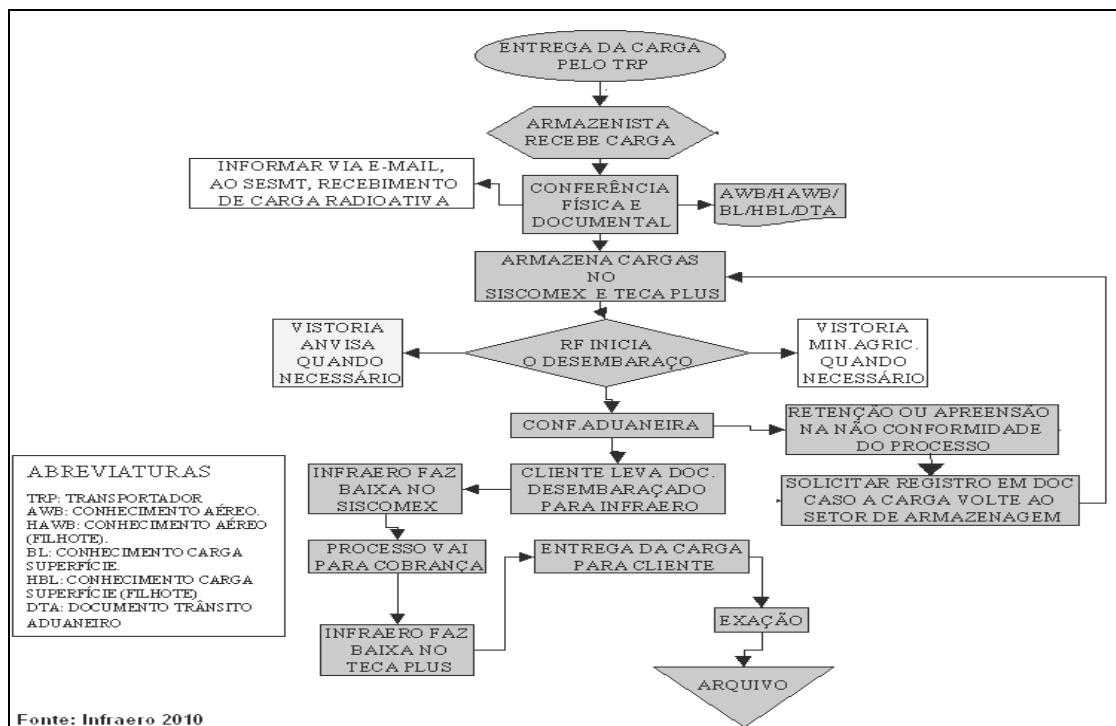 ENTREGA DA CARGA
PELO TRP
ARMAZENISTA
RECEBE CARGA
INFORMAR VIA E-MAIL,
AO SESMT, RECEBIMENTO
DE CARGA RADIOATIVA
CONFERÊNCIA
FÍSICA E
DOCUMENTAL
AWB/HAWB/
BL/HBL/DTA
ARMAZENA CARGAS
NO
SISCOMEX E TECA PLUS
VISTORIA
ANVISA
QUANDO
NECESSÁRIO
RF INICIA
O DESEMBARAÇO
VISTORIA
MIN.AGRIC.
QUANDO
NECESSÁRIO
CONF.ADUANEIRA
RETENÇÃO OU APREENSÃO
NA NÃO CONFORMIDADE
DO PROCESSO
INFRAERO FAZ
BAIXA NO
SISCOMEX
CLIENTE LEVA DOC.
DESEMBARAÇADO
PARA INFRAERO
SOLICITAR REGISTRO EM DOC
CASO A CARGA VOLTE AO
SETOR DE ARMAZENAGEM
PROCESSO VAI
PARA COBRANÇA
ENTREGA DA CARGA
PARA CLIENTE
INFRAERO FAZ
BAIXA NO
TECA PLUS
EXAÇÃO
ARQUIVO
ABREVIATURAS
TRP: TRANSPORTADOR
AWB: CONHECIMENTO AÉREO.
HAWB: CONHECIMENTO AÉREO
(FILHOTE).
BL: CONHECIMENTO CARGA
SUPERFÍCIE.
HBL: CONHECIMENTO CARGA
SUPERFÍCIE (FILHOTE)
DTA: DOCUMENTO TRÂNSITO
ADUANEIRO
Fonte: Infraero 2010